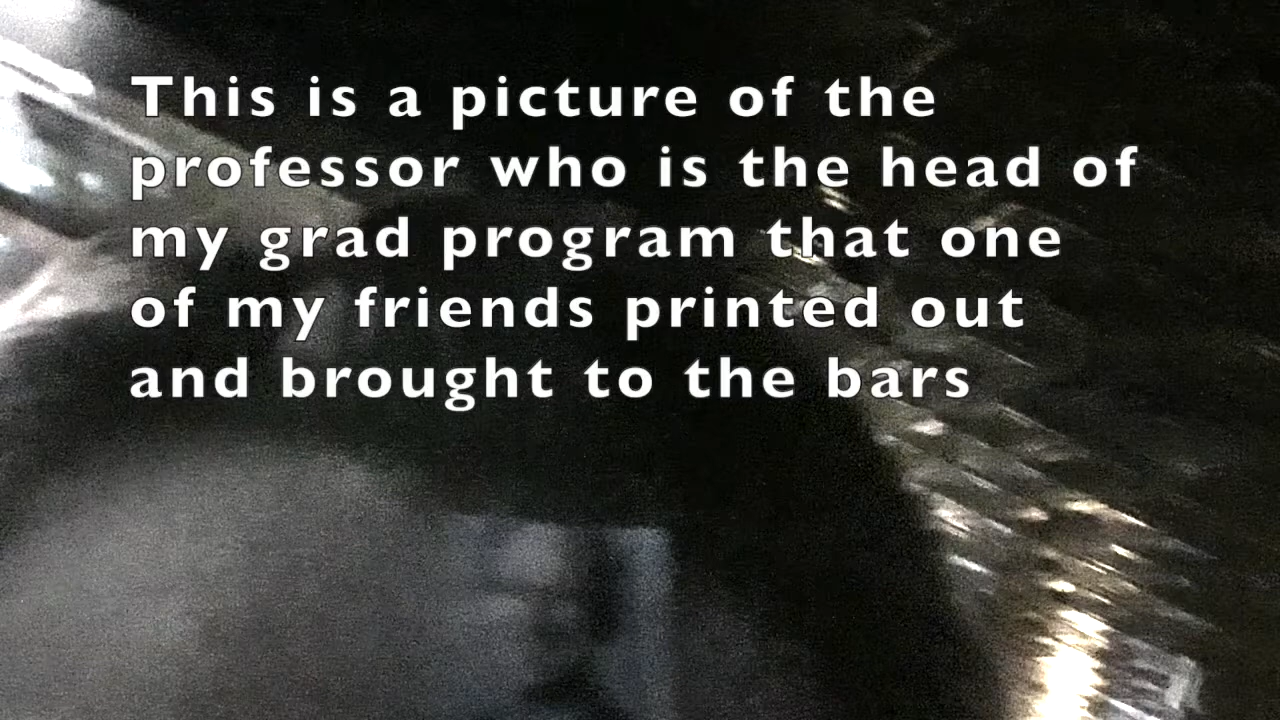 This is a picture of the
professor who is the head of
my grad program that one
of my friends printed out
and brought to the bars